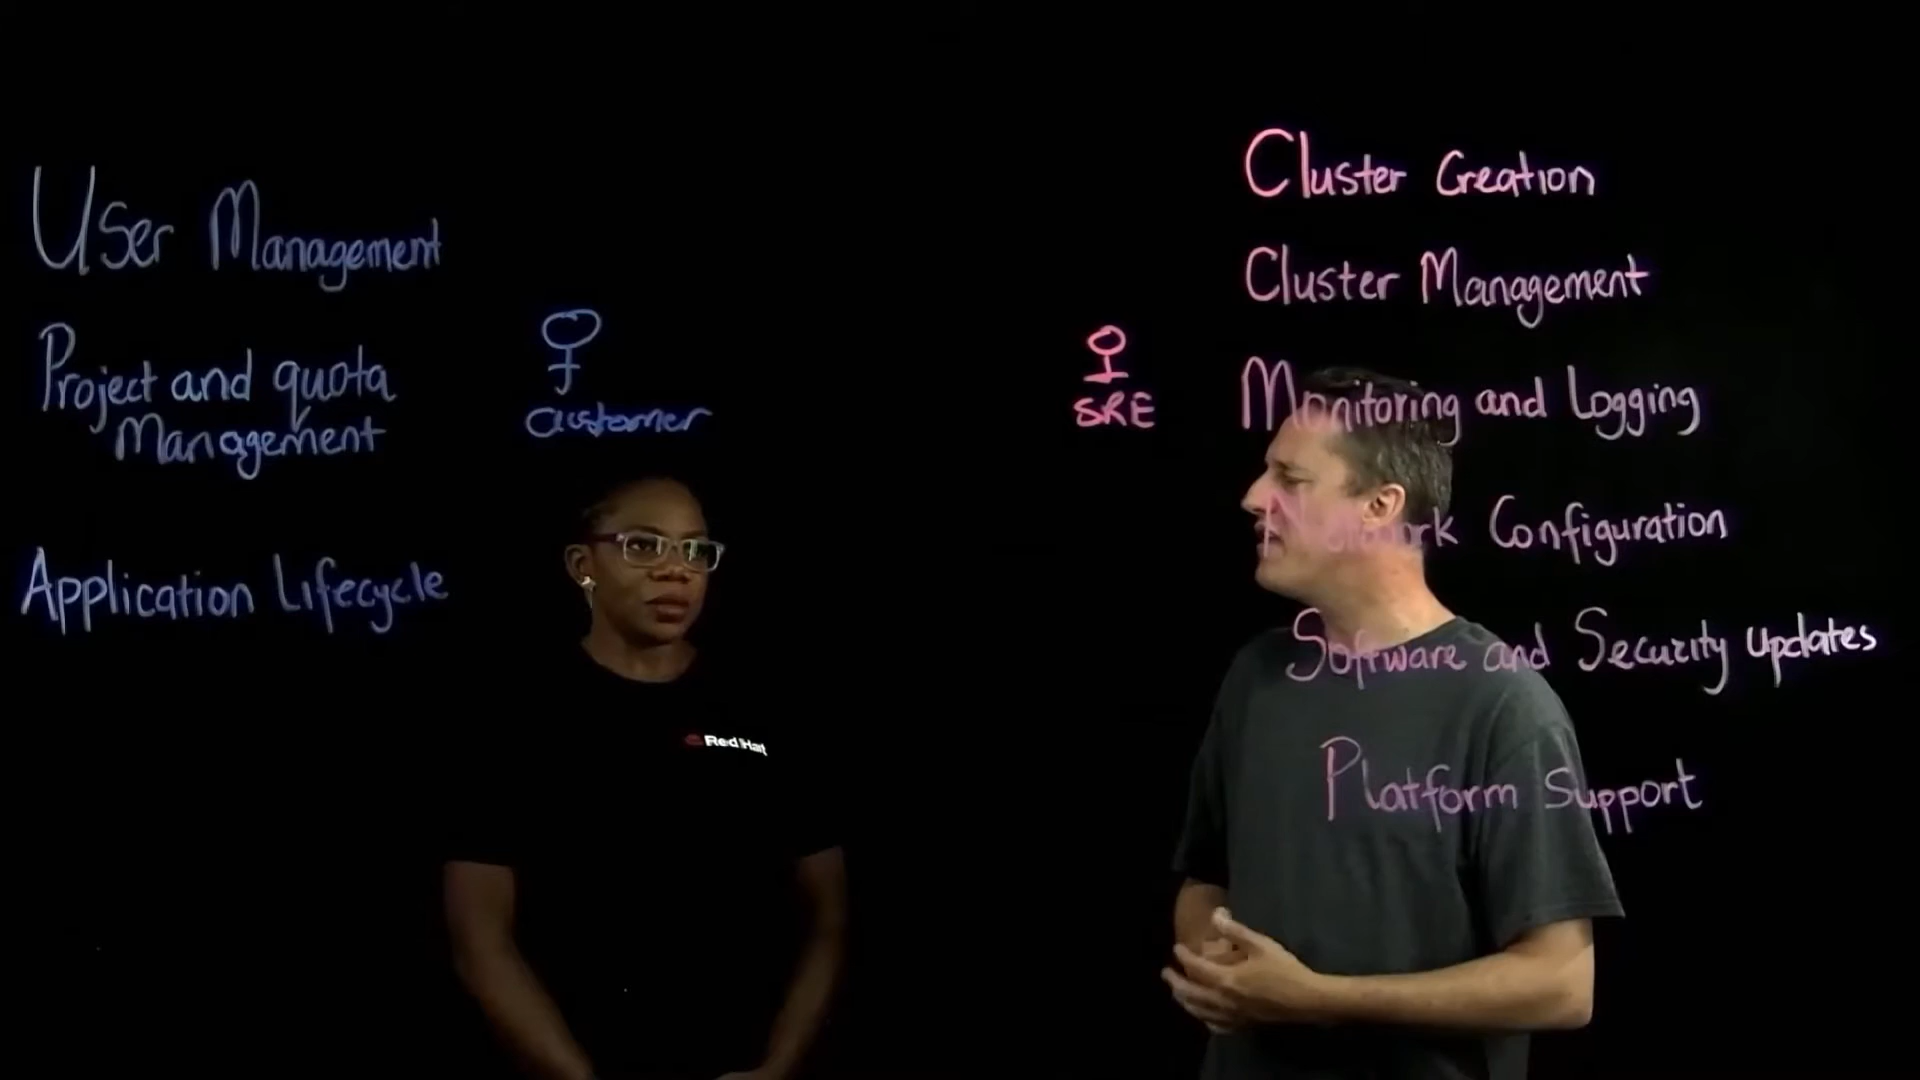 User Management
Project and quota
Management
Application Lifecycle
Customer
Red Hat
SRE
Cluster Creation
Cluster Management
Monitoring and Logging
Network Configuration
Software and Security updates
Platform Support